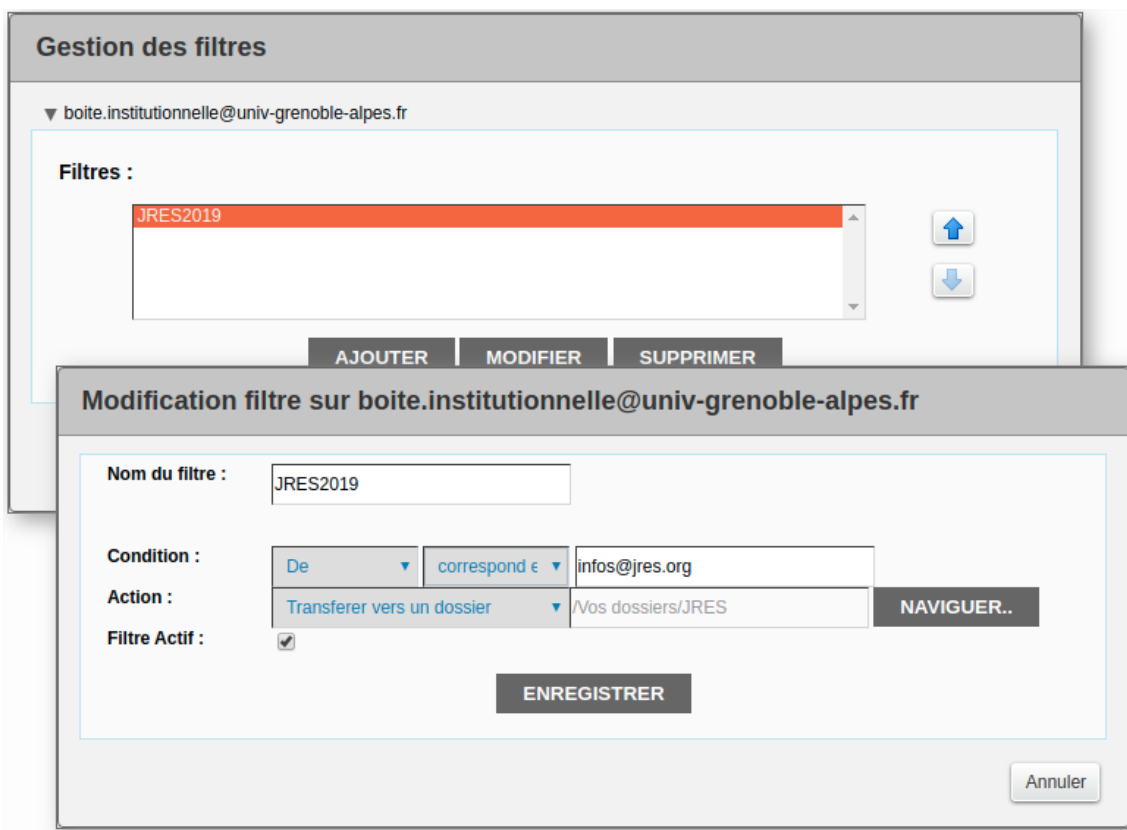 Gestion des filtres
▼ boite.institutionnelle@univ-grenoble-alpes.fr
Filtres :
JRES2019
AJOUTER MODIFIER SUPPRIMER
Modification filtre sur boite.institutionnelle@univ-grenoble-alpes.fr
Nom du filtre : JRES2019
Condition : De correspond e infos@jres.org
Action : Transferer vers un dossier /Vos dossiers/JRES NAVIGUER..
Filtre Actif :
ENREGISTRER
Annuler